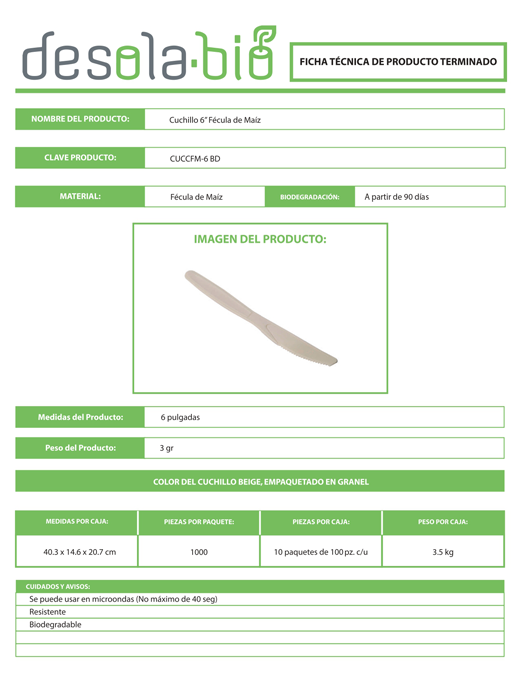 desola·bio
FICHA TÉCNICA DE PRODUCTO TERMINADO
NOMBRE DEL PRODUCTO: Cuchillo 6" Fécula de Maíz
CLAVE PRODUCTO: CUCCFM-6 BD
MATERIAL: Fécula de Maíz BIODEGRADACIÓN: A partir de 90 días
IMAGEN DEL PRODUCTO:
Medidas del Producto: 6 pulgadas
Peso del Producto: 3 gr
COLOR DEL CUCHILLO BEIGE, EMPAQUETADO EN GRANEL
MEDIDAS POR CAJA: PIEZAS POR PAQUETE: PIEZAS POR CAJA: PESO POR CAJA:
40.3 x 14.6 x 20.7 cm 1000 10 paquetes de 100 pz. c/u 3.5 kg
CUIDADOS Y AVISOS:
Se puede usar en microondas (No máximo de 40 seg)
Resistente
Biodegradable